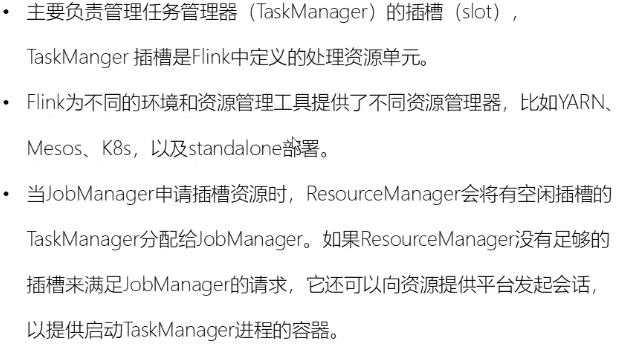 • 主要负责管理任务管理器（TaskManager）的插槽（slot），
TaskManger 插槽是Flink中定义的处理资源单元。
• Flink为不同的环境和资源管理工具提供了不同资源管理器，比如YARN、
Mesos、K8s，以及standalone部署。
• 当JobManager申请插槽资源时，ResourceManager会将有空闲插槽的
TaskManager分配给JobManager。如果ResourceManager没有足够的
插槽来满足JobManager的请求，它还可以向资源提供平台发起会话，
以提供启动TaskManager进程的容器。